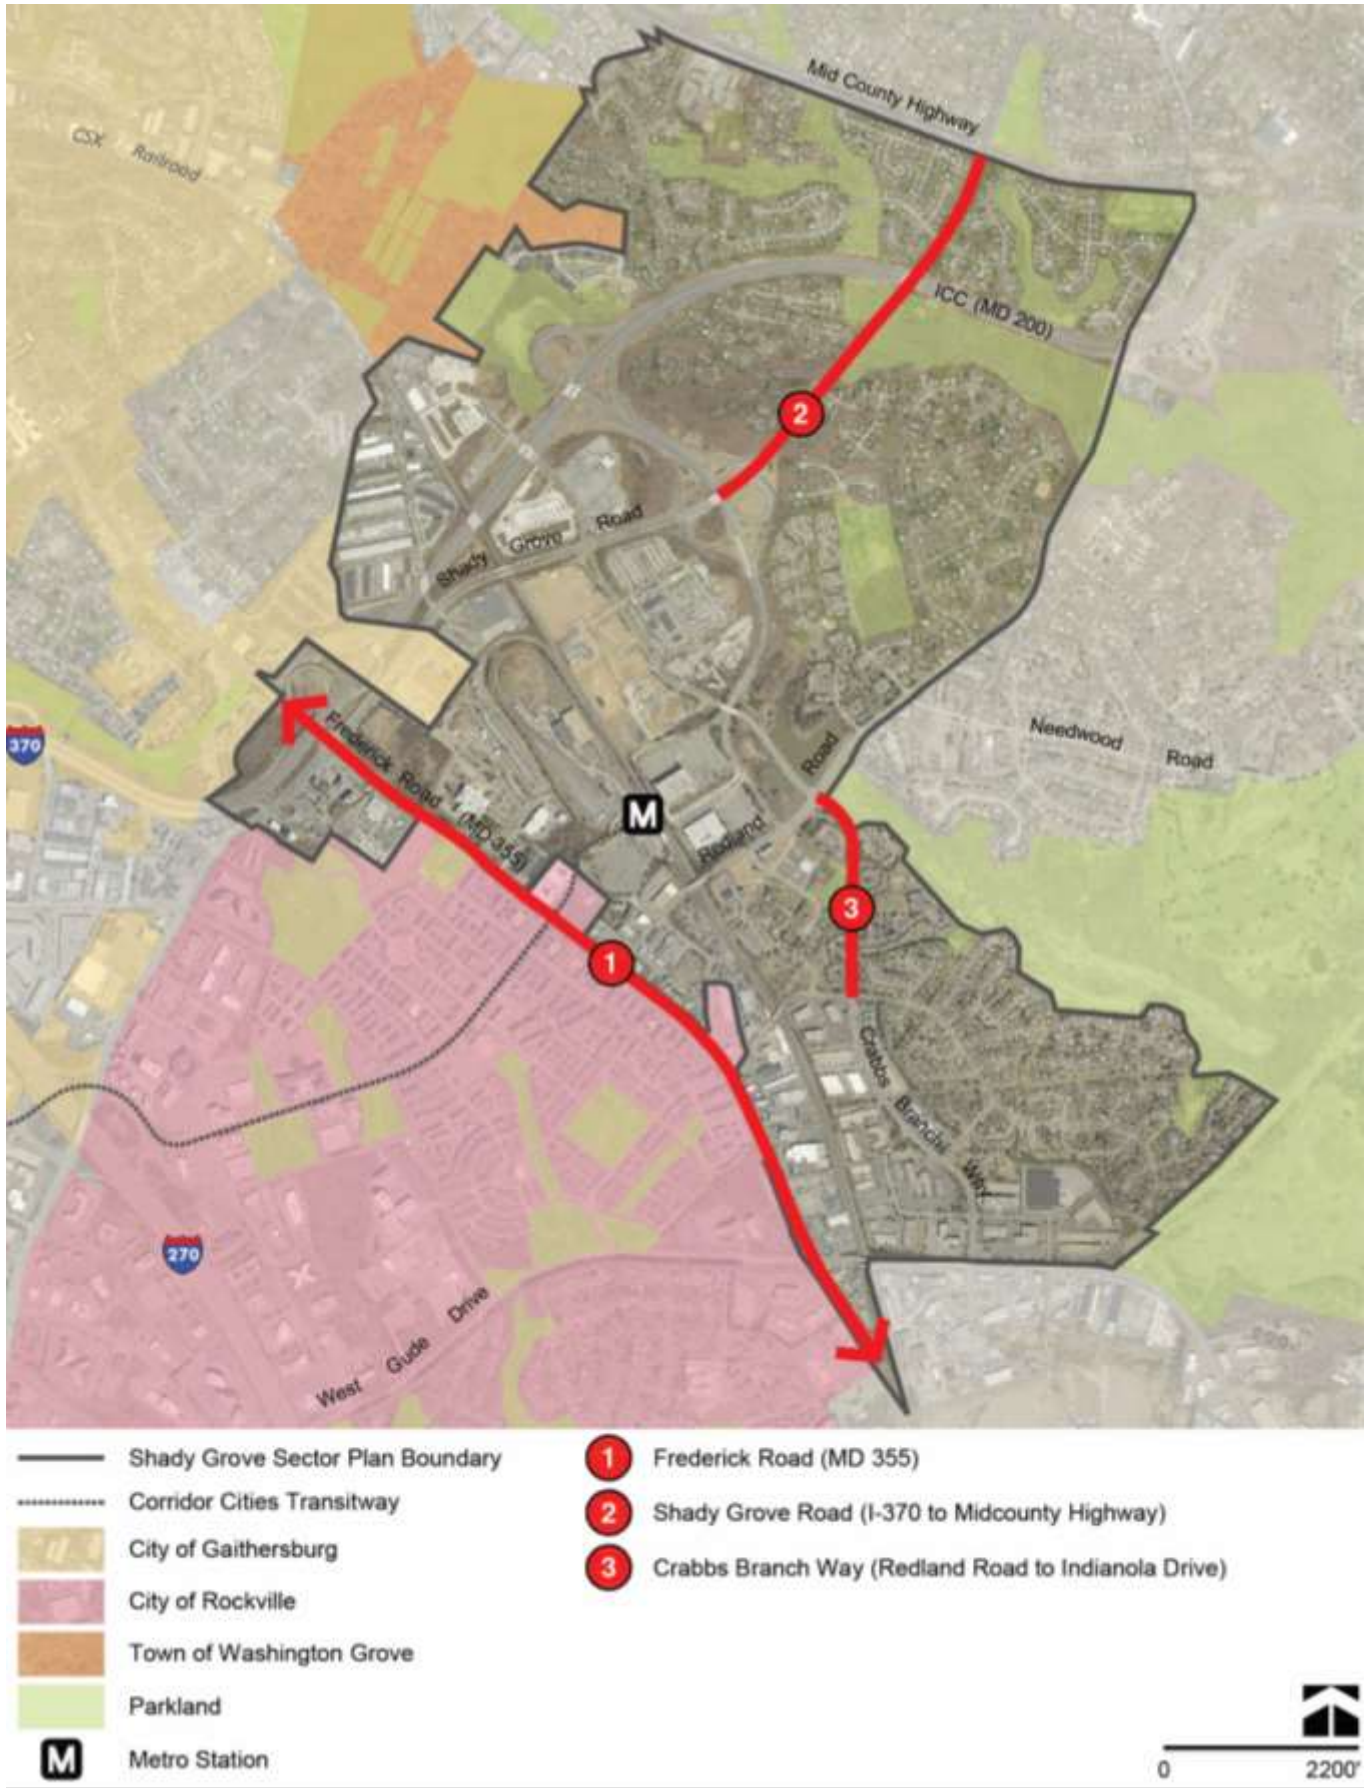 Mid County Highway
CSX Railroad
ICC (MD 200)
2
Shady Grove Road
370
Frederick Road (MD 355)
Needwood Road
Redland Road
M
3
1
Crabbs Branch Way
270
West Gude Drive
Shady Grove Sector Plan Boundary
Corridor Cities Transitway
City of Gaithersburg
City of Rockville
Town of Washington Grove
Parkland
M Metro Station
1 Frederick Road (MD 355)
2 Shady Grove Road (I-370 to Midcounty Highway)
3 Crabbs Branch Way (Redland Road to Indianola Drive)
0 2200'